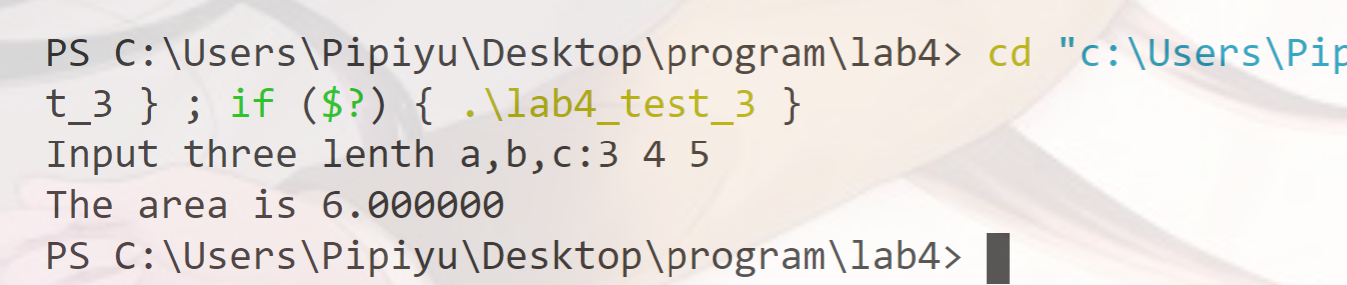 PS C:\Users\Pipiyu\Desktop\program\lab4> cd "c:\Users\Pip
t_3 } ; if ($?) { .\lab4_test_3 }
Input three lenth a,b,c:3 4 5
The area is 6.000000
PS C:\Users\Pipiyu\Desktop\program\lab4>